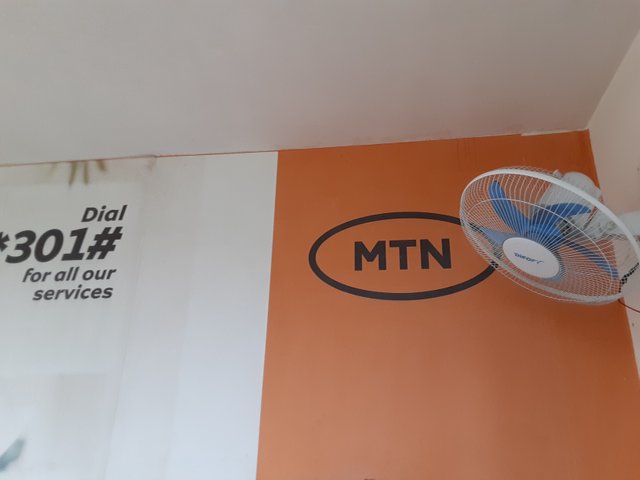 Dial
*301#
for all our
services
MTN